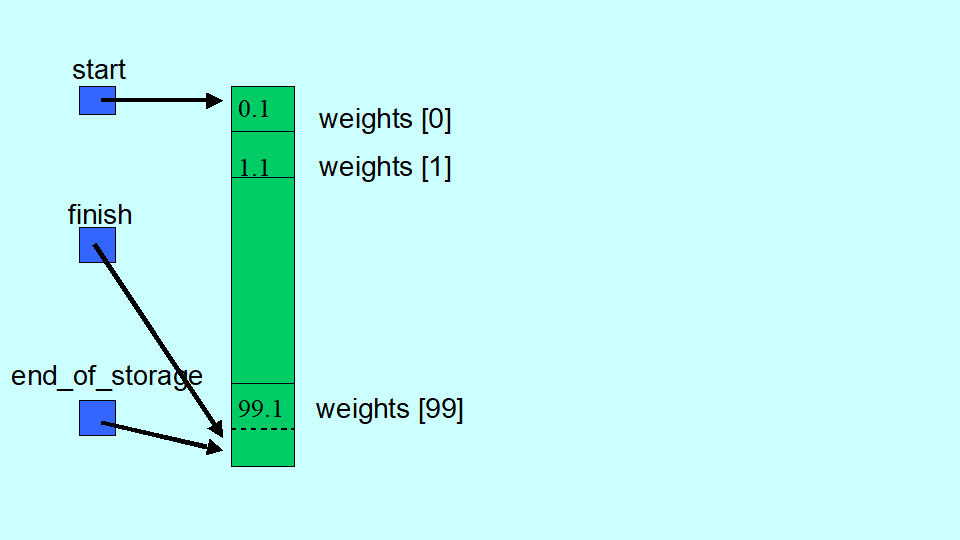 start
0.1
weights [0]
1.1
weights [1]
finish
end_of_storage
99.1
weights [99]